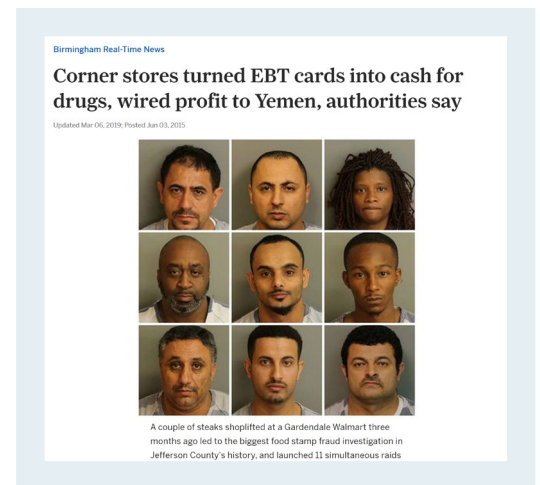 Birmingham Real-Time News
Corner stores turned EBT cards into cash for
drugs, wired profit to Yemen, authorities say
Updated Mar 06, 2019; Posted Jun 03, 2015
A couple of steaks shoplifted at a Gardendale Walmart three
months ago led to the biggest food stamp fraud investigation in
Jefferson County's history, and launched 11 simultaneous raids